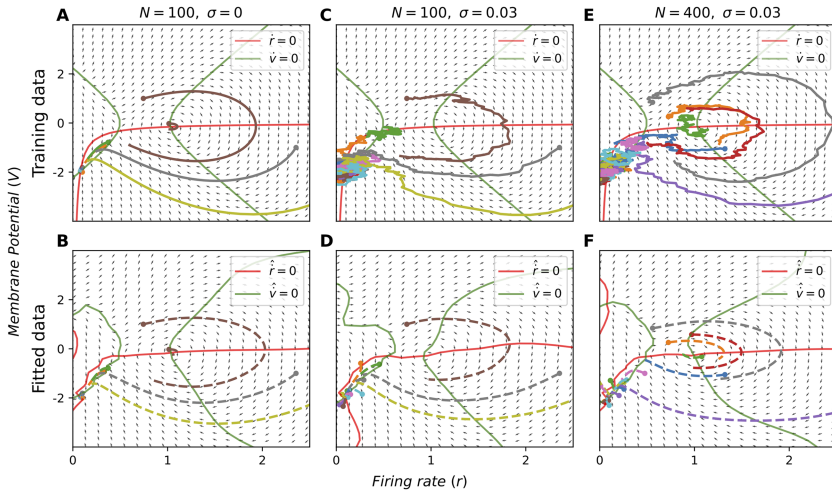 A
N = 100, σ = 0
C
N = 100, σ = 0.03
E
N = 400, σ = 0.03
Training data
2
0
-2
ṙ = 0
v̇ = 0
ṙ = 0
v̇ = 0
ṙ = 0
v̇ = 0
Membrane Potential (V)
B
D
F
Fitted data
2
0
-2
r̂̇ = 0
v̂̇ = 0
r̂̇ = 0
v̂̇ = 0
r̂̇ = 0
v̂̇ = 0
0 1 2
0 1 2
0 1 2
Firing rate (r)